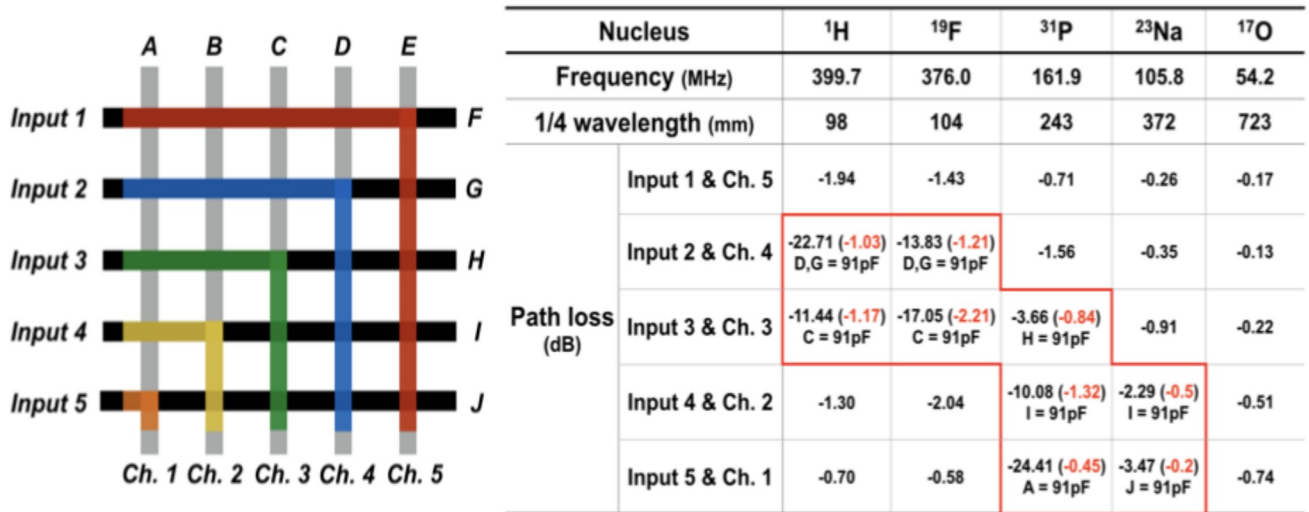 A B C D E
Input 1 F
Input 2 G
Input 3 H
Input 4 I
Input 5 J
Ch. 1 Ch. 2 Ch. 3 Ch. 4 Ch. 5
Nucleus ¹H ¹⁹F ³¹P ²³Na ¹⁷O
Frequency (MHz) 399.7 376.0 161.9 105.8 54.2
1/4 wavelength (mm) 98 104 243 372 723
Path loss (dB)
Input 1 & Ch. 5 -1.94 -1.43 -0.71 -0.26 -0.17
Input 2 & Ch. 4 -22.71 (-1.03) -13.83 (-1.21) -1.56 -0.35 -0.13
D,G = 91pF D,G = 91pF
Input 3 & Ch. 3 -11.44 (-1.17) -17.05 (-2.21) -3.66 (-0.84) -0.91 -0.22
C = 91pF C = 91pF H = 91pF
Input 4 & Ch. 2 -1.30 -2.04 -10.08 (-1.32) -2.29 (-0.5) -0.51
I = 91pF I = 91pF
Input 5 & Ch. 1 -0.70 -0.58 -24.41 (-0.45) -3.47 (-0.2) -0.74
A = 91pF J = 91pF